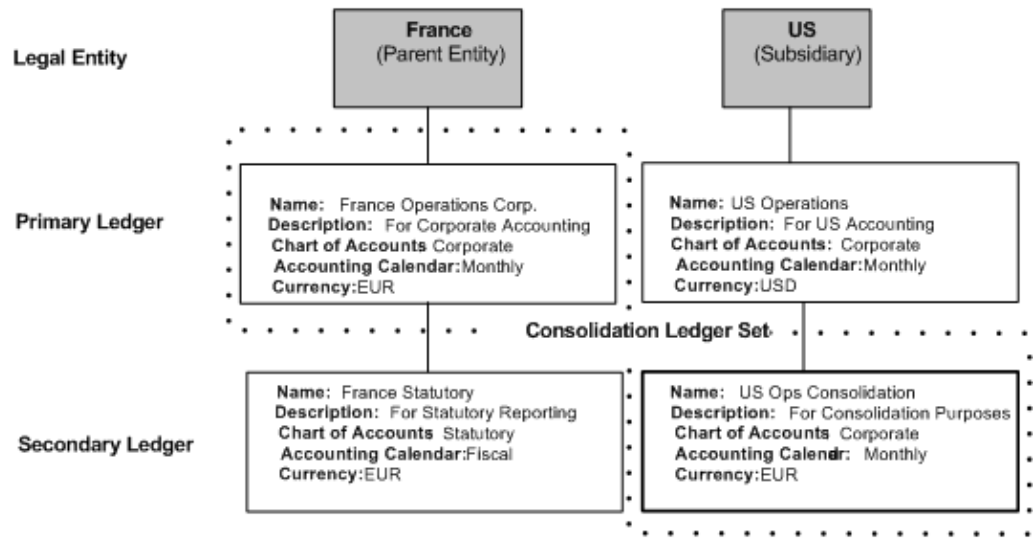 France
(Parent Entity)
US
(Subsidiary)
Legal Entity
Primary Ledger
Name: France Operations Corp.
Description: For Corporate Accounting
Chart of Accounts Corporate
Accounting Calendar:Monthly
Currency:EUR
Name: US Operations
Description: For US Accounting
Chart of Accounts: Corporate
Accounting Calendar:Monthly
Currency:USD
Consolidation Ledger Set
Secondary Ledger
Name: France Statutory
Description: For Statutory Reporting
Chart of Accounts Statutory
Accounting Calendar:Fiscal
Currency:EUR
Name: US Ops Consolidation
Description: For Consolidation Purposes
Chart of Accounts Corporate
Accounting Calendar: Monthly
Currency:EUR